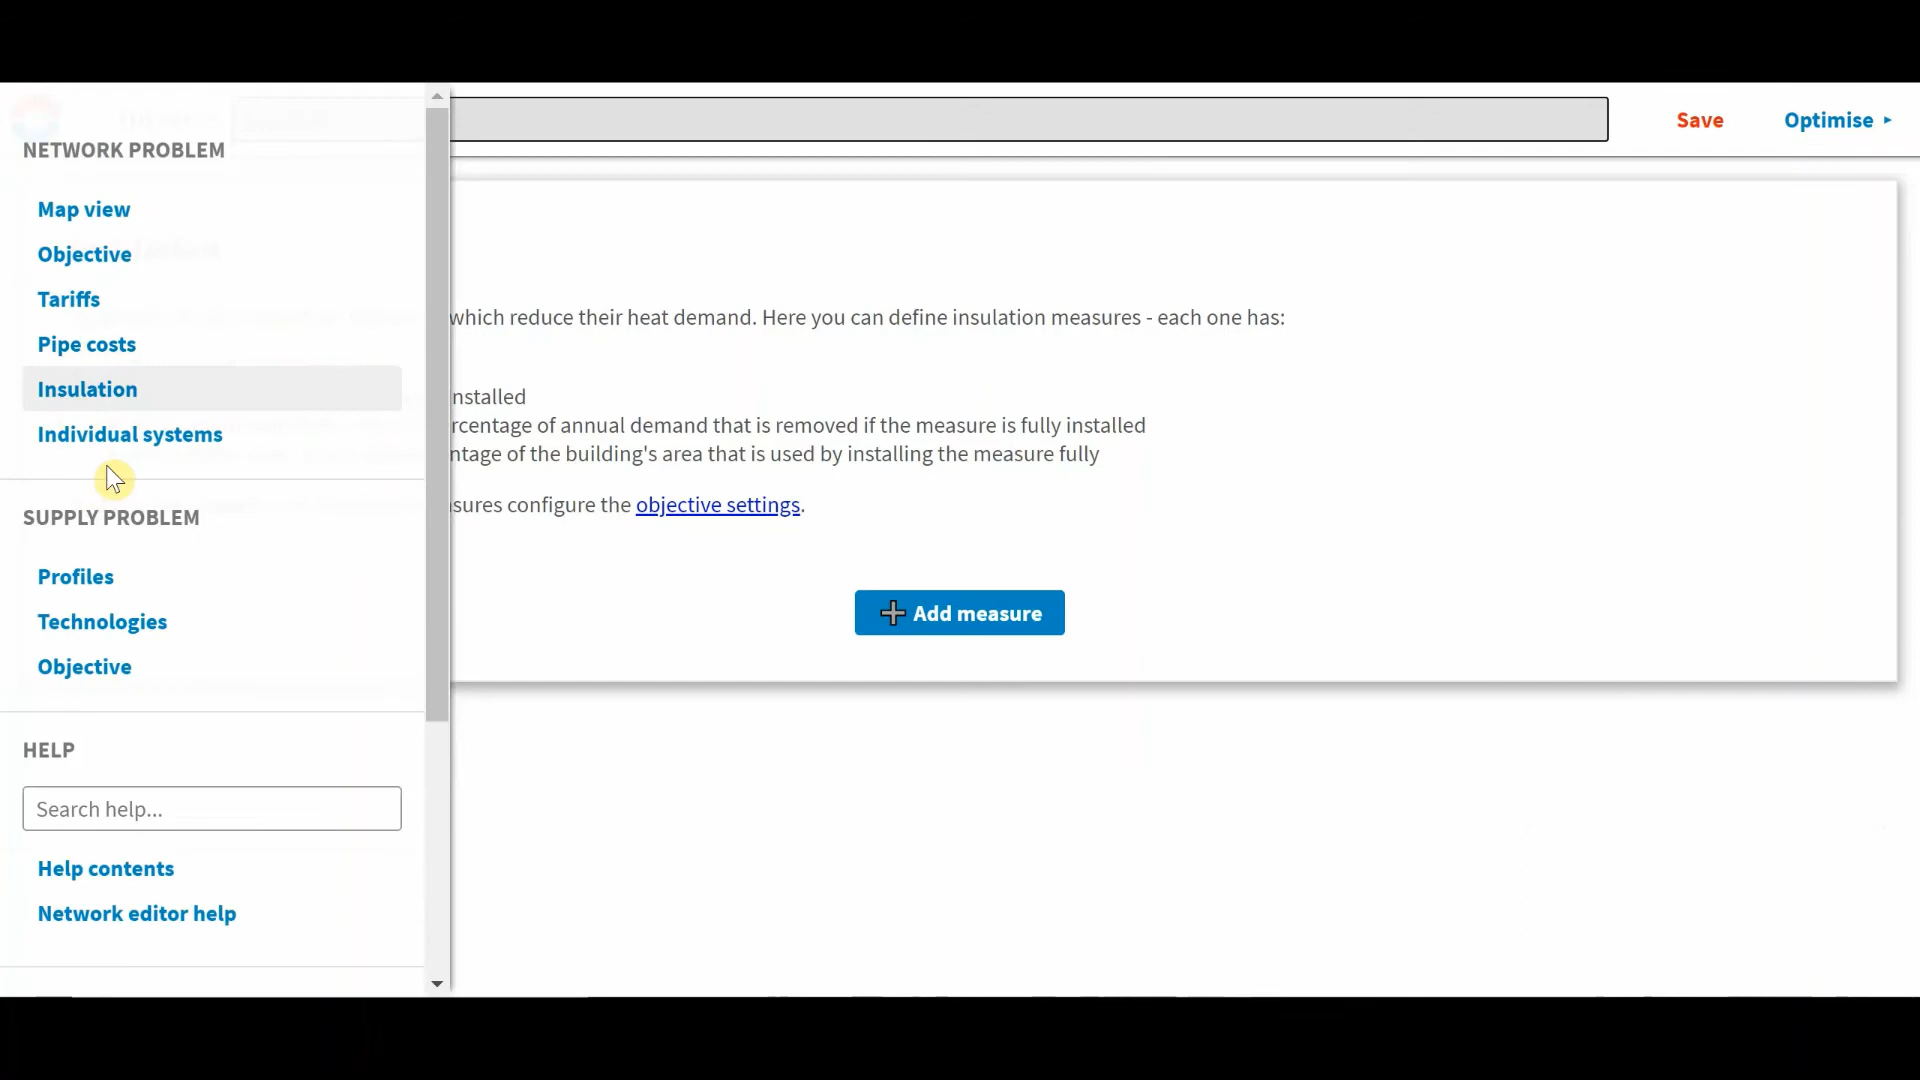 Save
Optimise ▸
NETWORK PROBLEM
Map view
Objective
Tariffs
Pipe costs
Insulation
Individual systems
SUPPLY PROBLEM
Profiles
Technologies
Objective
HELP
Search help...
Help contents
Network editor help
which reduce their heat demand. Here you can define insulation measures - each one has:
nstalled
rcentage of annual demand that is removed if the measure is fully installed
ntage of the building's area that is used by installing the measure fully
sures configure the objective settings.
Add measure